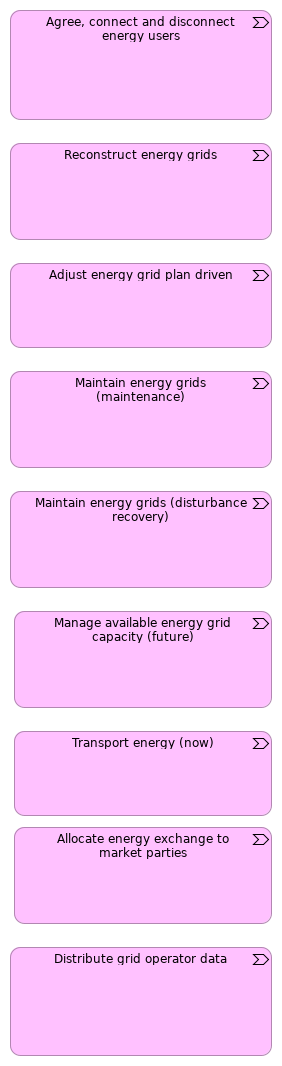 Agree, connect and disconnect
energy users
Reconstruct energy grids
Adjust energy grid plan driven
Maintain energy grids
(maintenance)
Maintain energy grids (disturbance
recovery)
Manage available energy grid
capacity (future)
Transport energy (now)
Allocate energy exchange to
market parties
Distribute grid operator data